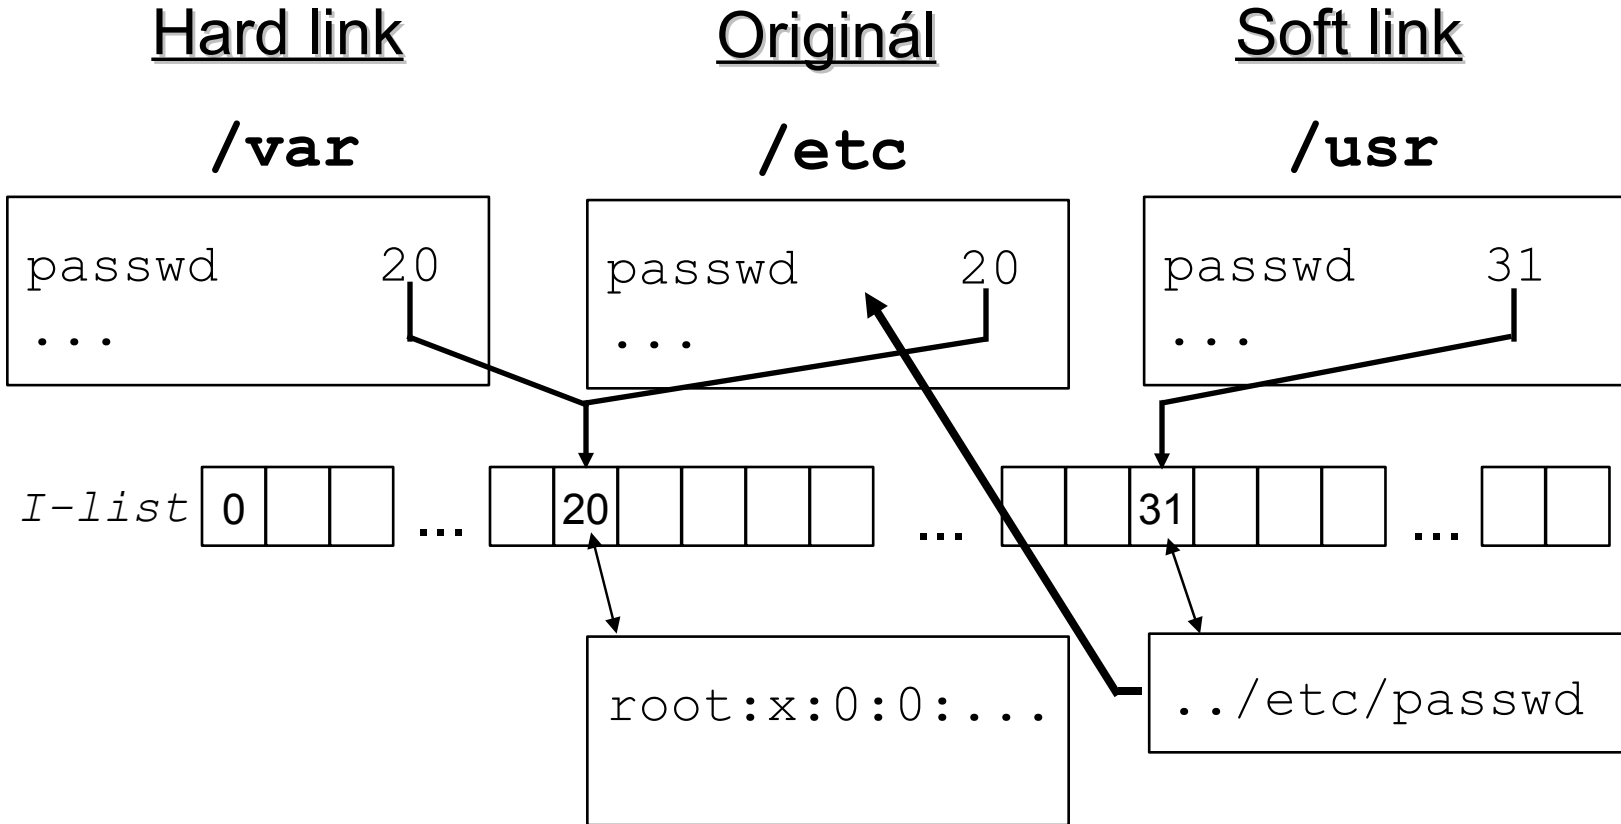 Hard link Originál Soft link
/var /etc /usr
passwd 20 passwd 20 passwd 31
... ... ...
I-list 0 ... 20 ... 31 ...
root:x:0:0:... ../etc/passwd